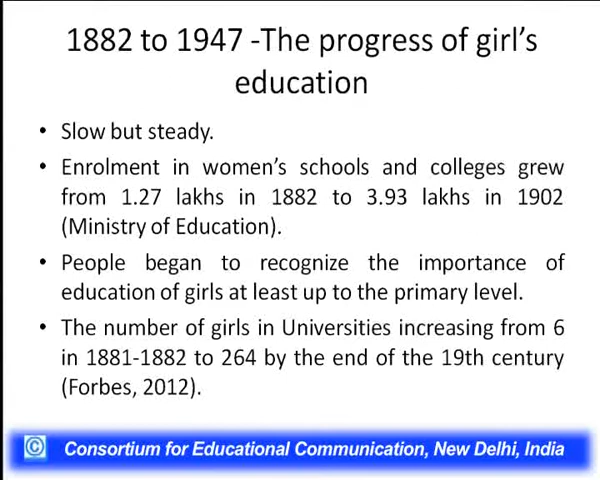 1882 to 1947 -The progress of girl's
education
• Slow but steady.
• Enrolment in women's schools and colleges grew
from 1.27 lakhs in 1882 to 3.93 lakhs in 1902
(Ministry of Education).
• People began to recognize the importance of
education of girls at least up to the primary level.
• The number of girls in Universities increasing from 6
in 1881-1882 to 264 by the end of the 19th century
(Forbes, 2012).
© Consortium for Educational Communication, New Delhi, India